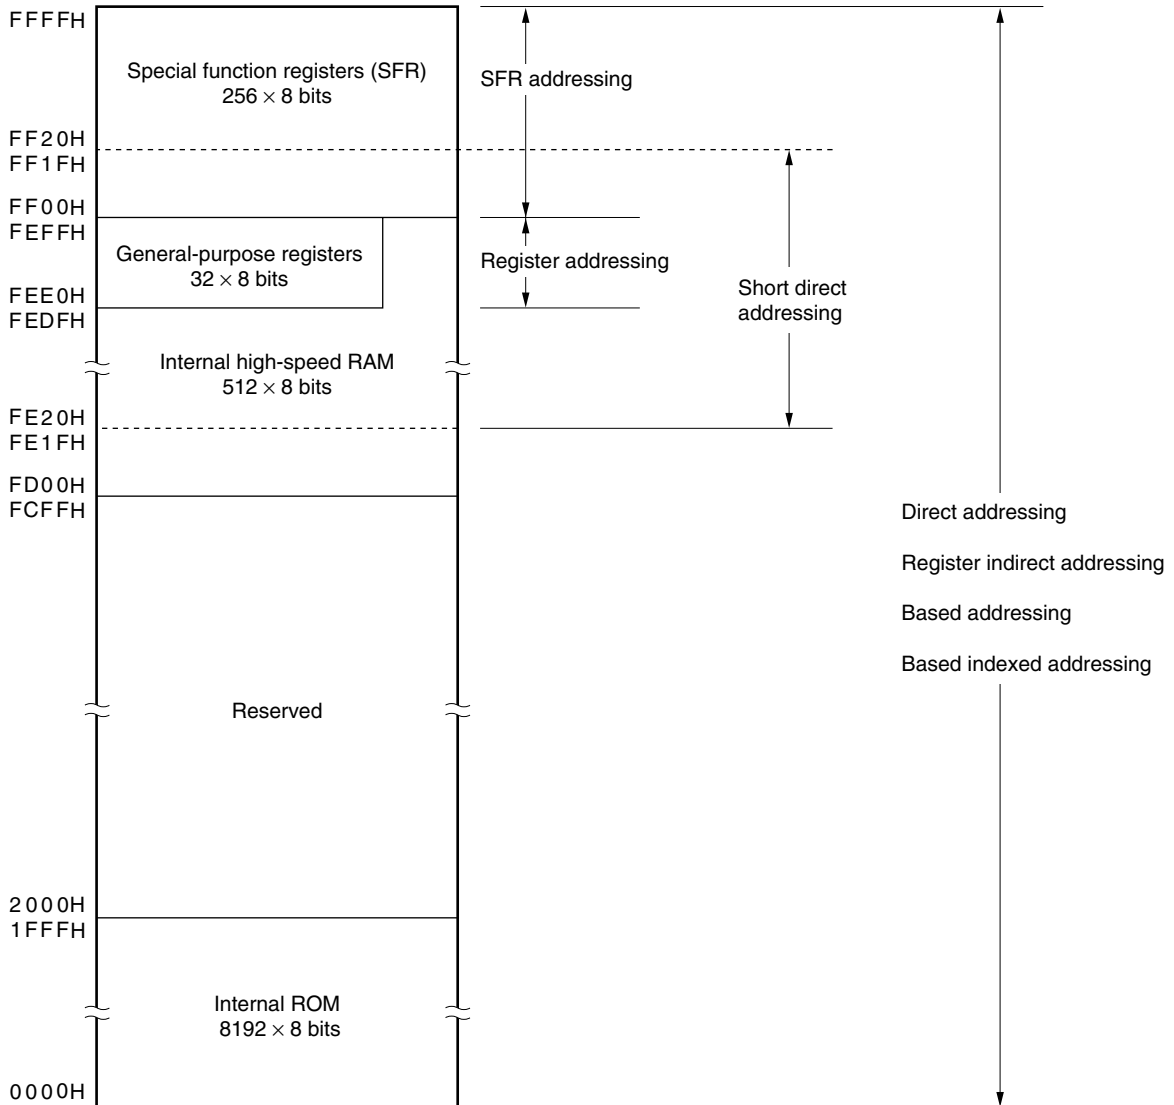 FFFFH
Special function registers (SFR)
256 × 8 bits
SFR addressing
FF20H
FF1FH
FF00H
FEFFH
General-purpose registers
32 × 8 bits
Register addressing
Short direct
addressing
FEE0H
FEDFH
Internal high-speed RAM
512 × 8 bits
FE20H
FE1FH
FD00H
FCFFH
Direct addressing
Register indirect addressing
Based addressing
Based indexed addressing
Reserved
2000H
1FFFH
Internal ROM
8192 × 8 bits
0000H